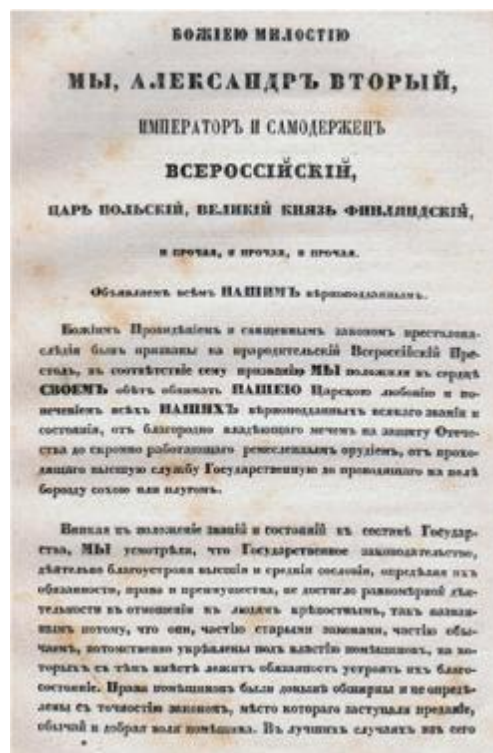 БОЖІЕЮ МИЛОСТІЮ
МЫ, АЛЕКСАНДРЪ ВТОРЫЙ,
ИМПЕРАТОРЪ И САМОДЕРЖЕЦЪ
ВСЕРОССІЙСКІЙ,
ЦАРЬ ПОЛЬСКІЙ, ВЕЛИКІЙ КНЯЗЬ ФИНЛЯНДСКІЙ,
и прочая, и прочая, и прочая.
Объявляемъ всѣмъ НАШИМЪ вѣрноподданнымъ.
Божіимъ Провидѣніемъ и священнымъ закономъ престолона-
слѣдія бывъ призваны на прародительскій Всероссійскій Пре-
столъ, въ соотвѣтствіе сему призванію МЫ положили въ сердцѣ
СВОЕМЪ обѣтъ обнимать НАШЕЮ Царскою любовію и по-
печеніемъ всѣхъ НАШИХЪ вѣрноподданныхъ всякаго званія и
состоянія, отъ благородно владѣющаго мечемъ на защиту Отече-
ства до скромно работающаго ремесленнымъ орудіемъ, отъ прохо-
дящаго высшую службу Государственную до проводящаго на полѣ
борозду сохою или плугомъ.
Вникая въ положеніе званій и состояній въ составѣ Государ-
ства, МЫ усмотрѣли, что Государственное законодательство,
дѣятельно благоустрояя высшія и среднія сословія, опредѣляя ихъ
обязанности, права и преимущества, не достигло равномѣрной дѣя-
тельности въ отношеніи къ людямъ крѣпостнымъ, такъ назван-
нымъ потому, что они, частію старыми законами, частію обы-
чаемъ, потомственно укрѣплены подъ властію помѣщиковъ, на ко-
торыхъ съ тѣмъ вмѣстѣ лежитъ обязанность устроять ихъ благо-
состояніе. Права помѣщиковъ были донынѣ обширны и не опредѣ-
лены съ точностію закономъ, мѣсто котораго заступали преданіе,
обычай и добрая воля помѣщика. Въ лучшихъ случаяхъ изъ сего